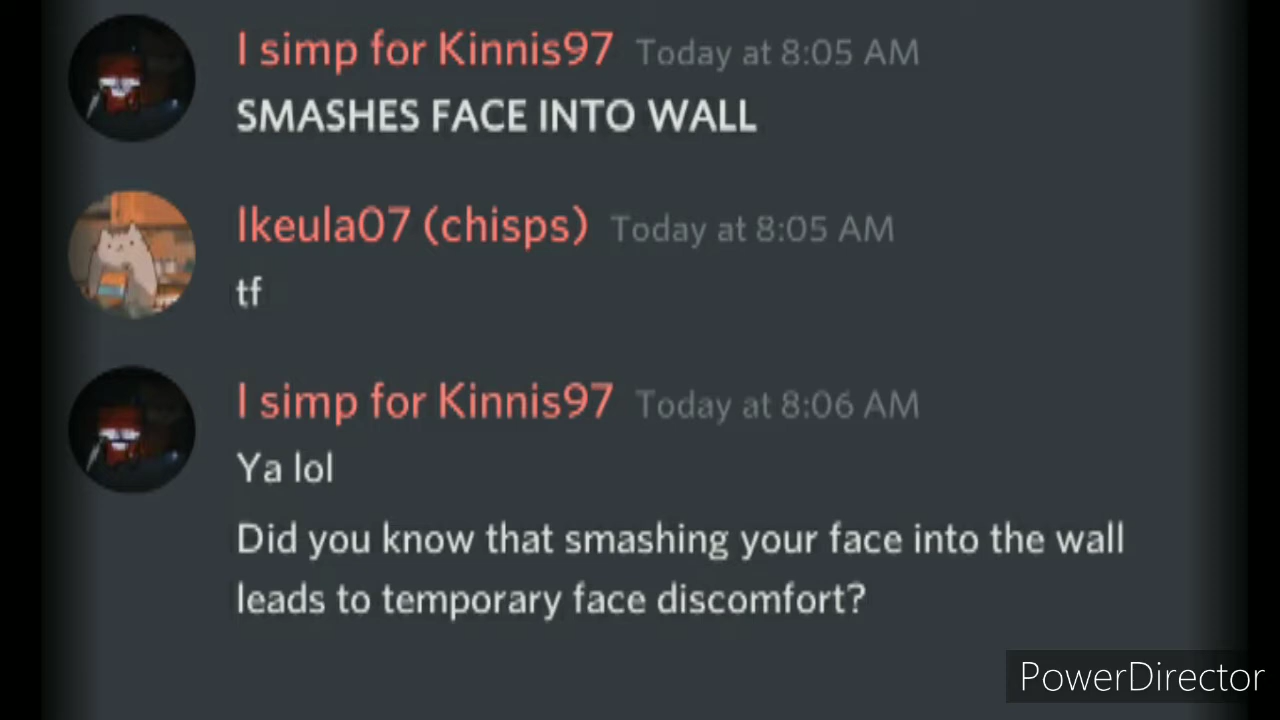 I simp for Kinnis97 Today at 8:05 AM
SMASHES FACE INTO WALL
Ikeula07 (chisps) Today at 8:05 AM
tf
I simp for Kinnis97 Today at 8:06 AM
Ya lol
Did you know that smashing your face into the wall
leads to temporary face discomfort?
PowerDirector